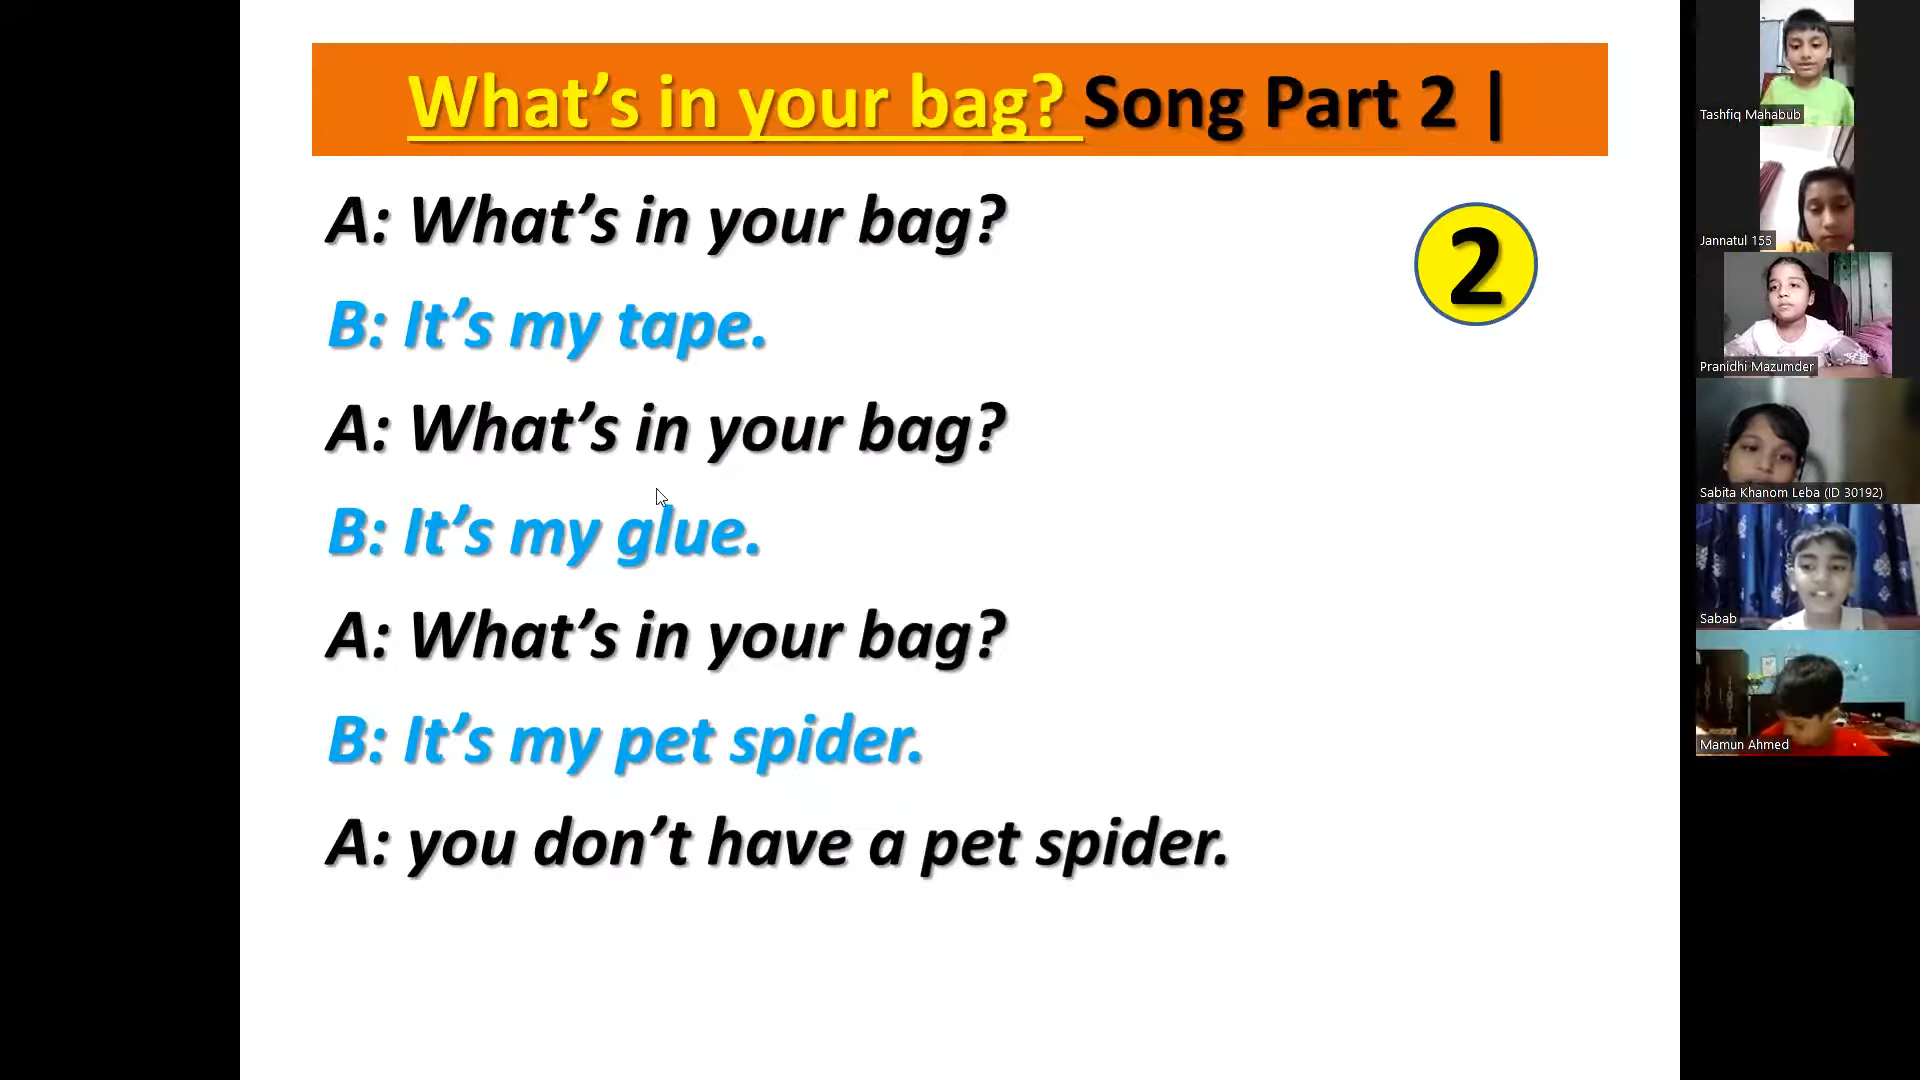 What’s in your bag? Song Part 2 |
A: What’s in your bag?
2
B: It’s my tape.
A: What’s in your bag?
B: It’s my glue.
A: What’s in your bag?
B: It’s my pet spider.
A: you don’t have a pet spider.
Tashfiq Mahabub
Jannatul 155
Pranidhi Mazumder
Sabita Khanom Leba (ID 30192)
Sabab
Mamun Ahmed